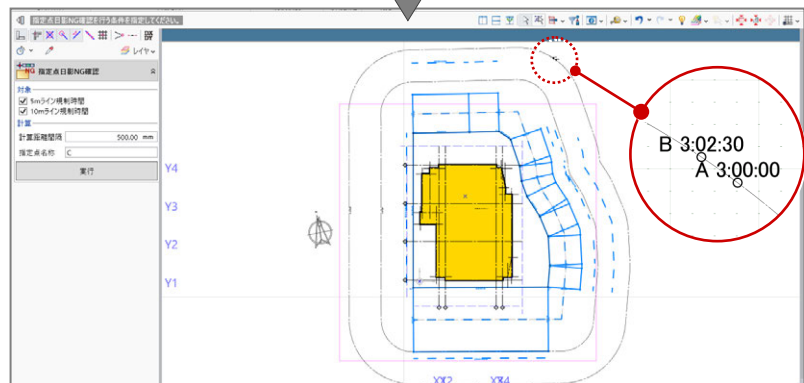 指定点日影NG確認を行う条件を指定してください。
レイヤ
NG 指定点日影NG確認
対象
5mライン規制時間
10mライン規制時間
計算
計算距離間隔 500.00 mm
指定点名称 C
実行
Y4
Y3
Y2
Y1
B 3:02:30
A 3:00:00